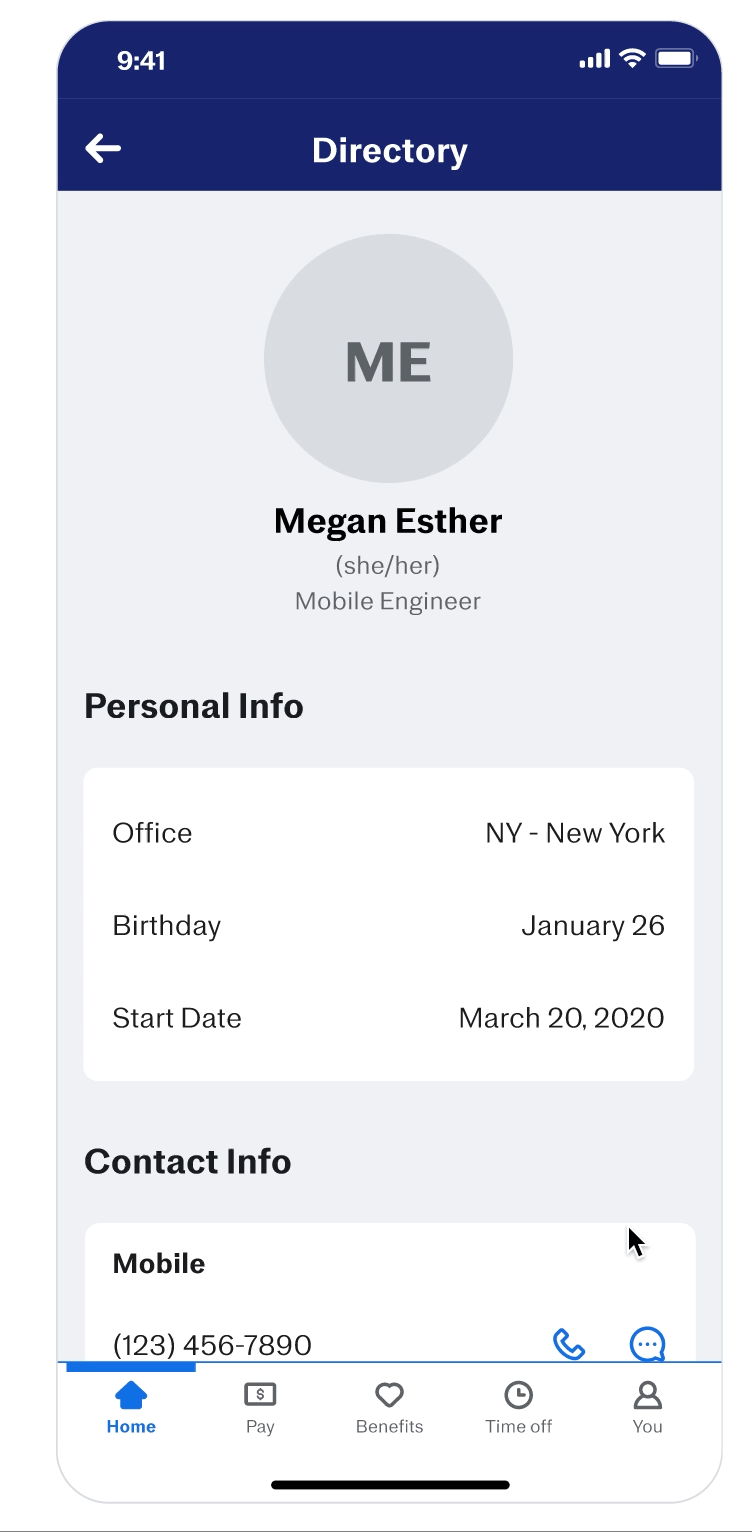 9:41
Directory
ME
Megan Esther
(she/her)
Mobile Engineer
Personal Info
Office NY - New York
Birthday January 26
Start Date March 20, 2020
Contact Info
Mobile
(123) 456-7890
$
Home Pay Benefits Time off You